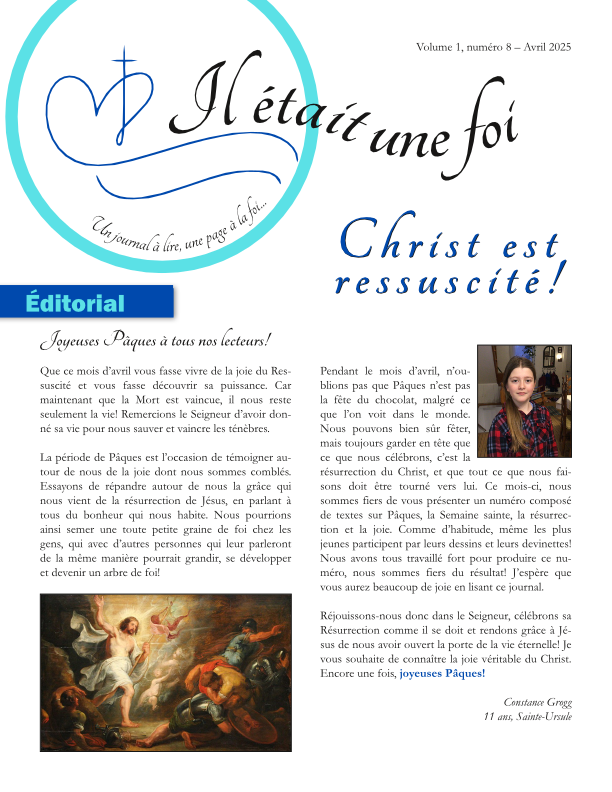 Volume 1, numéro 8 – Avril 2025
Il était une foi
Un journal à lire, une page à la foi...
Christ est
ressuscité!
Éditorial
Joyeuses Pâques à tous nos lecteurs!
Que ce mois d'avril vous fasse vivre de la joie du Res-
suscité et vous fasse découvrir sa puissance. Car
maintenant que la Mort est vaincue, il nous reste
seulement la vie! Remercions le Seigneur d'avoir don-
né sa vie pour nous sauver et vaincre les ténèbres.
La période de Pâques est l'occasion de témoigner au-
tour de nous de la joie dont nous sommes comblés.
Essayons de répandre autour de nous la grâce qui
nous vient de la résurrection de Jésus, en parlant à
tous du bonheur qui nous habite. Nous pourrions
ainsi semer une toute petite graine de foi chez les
gens, qui avec d'autres personnes qui leur parleront
de la même manière pourrait grandir, se développer
et devenir un arbre de foi!
Pendant le mois d'avril, n'ou-
blions pas que Pâques n'est pas
la fête du chocolat, malgré ce
que l'on voit dans le monde.
Nous pouvons bien sûr fêter,
mais toujours garder en tête que
ce que nous célébrons, c'est la
résurrection du Christ, et que tout ce que nous fai-
sons doit être tourné vers lui. Ce mois-ci, nous
sommes fiers de vous présenter un numéro composé
de textes sur Pâques, la Semaine sainte, la résurrec-
tion et la joie. Comme d'habitude, même les plus
jeunes participent par leurs dessins et leurs devinettes!
Nous avons tous travaillé fort pour produire ce nu-
méro, nous sommes fiers du résultat! J'espère que
vous aurez beaucoup de joie en lisant ce journal.
Réjouissons-nous donc dans le Seigneur, célébrons sa
Résurrection comme il se doit et rendons grâce à Jé-
sus de nous avoir ouvert la porte de la vie éternelle! Je
vous souhaite de connaître la joie véritable du Christ.
Encore une fois, joyeuses Pâques!
Constance Grogg
11 ans, Sainte-Ursule